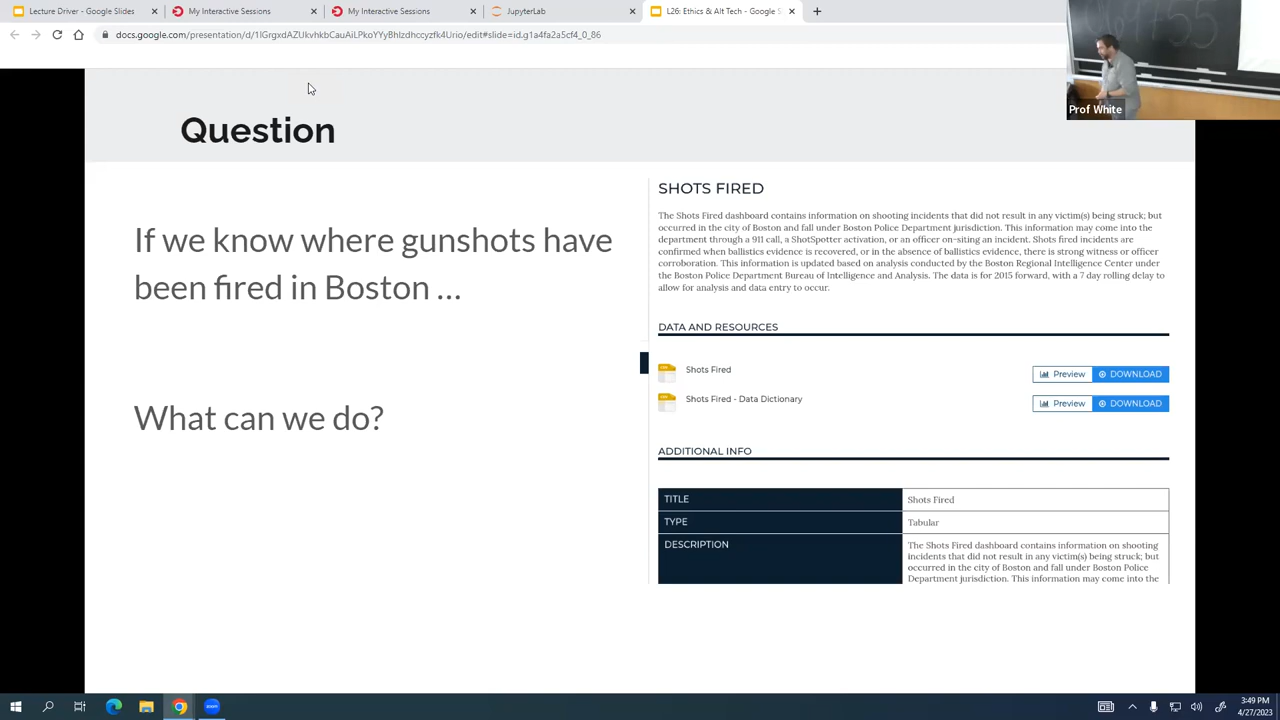 Lecture Driver - Google Slides
My Interactive Sessions
My Interactive Sessions
JupyterLab
L26: Ethics & Alt Tech - Google S
docs.google.com/presentation/d/1IGrgxdAZUkvhkbCauAiLPkoYYyBhlzdhccyzfk4Urio/edit#slide=id.g1a4fa2a5cf4_0_86
Prof White
Question
If we know where gunshots have
been fired in Boston ...
What can we do?
SHOTS FIRED
The Shots Fired dashboard contains information on shooting incidents that did not result in any victim(s) being struck; but
occurred in the city of Boston and fall under Boston Police Department jurisdiction. This information may come into the
department through a 911 call, a ShotSpotter activation, or an officer on-siting an incident. Shots fired incidents are
confirmed when ballistics evidence is recovered, or in the absence of ballistics evidence, there is strong witness or officer
corroboration. This information is updated based on analysis conducted by the Boston Regional Intelligence Center under
the Boston Police Department Bureau of Intelligence and Analysis. The data is for 2015 forward, with a 7 day rolling delay to
allow for analysis and data entry to occur.
DATA AND RESOURCES
Shots Fired
Preview
DOWNLOAD
Shots Fired - Data Dictionary
Preview
DOWNLOAD
ADDITIONAL INFO
TITLE
Shots Fired
TYPE
Tabular
DESCRIPTION
The Shots Fired dashboard contains information on shooting
incidents that did not result in any victim(s) being struck; but
occurred in the city of Boston and fall under Boston Police
Department jurisdiction. This information may come into the
zoom
3:49 PM
4/27/2023